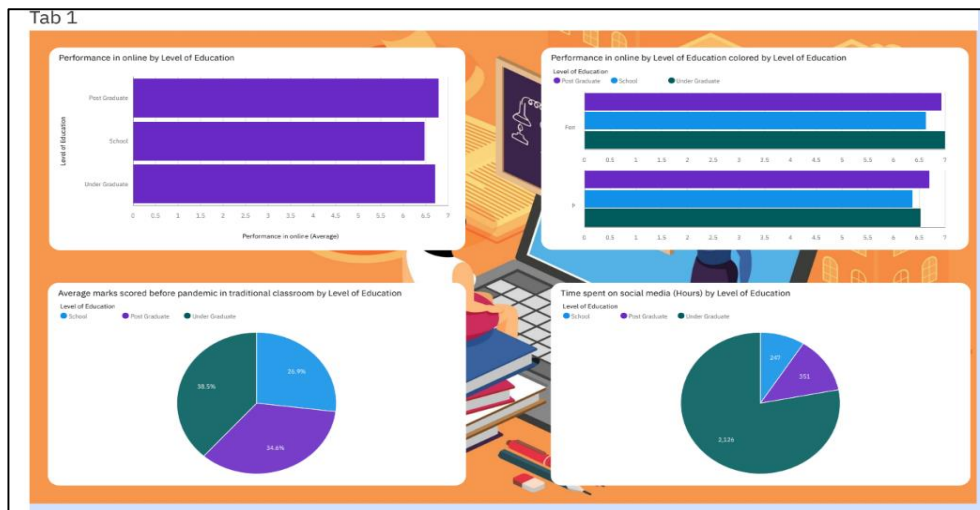 Tab 1
Performance in online by Level of Education
Level of Education
Post Graduate
School
Under Graduate
0 0.5 1 1.5 2 2.5 3 3.5 4 4.5 5 5.5 6 6.5 7
Performance in online (Average)
Performance in online by Level of Education colored by Level of Education
Level of Education
Post Graduate School Under Graduate
0 0.5 1 1.5 2 2.5 3 3.5 4 4.5 5 5.5 6 6.5 7
0 0.5 1 1.5 2 2.5 3 3.5 4 4.5 5 5.5 6 6.5 7
Average marks scored before pandemic in traditional classroom by Level of Education
Level of Education
School Post Graduate Under Graduate
26.9%
38.5%
34.6%
Time spent on social media (Hours) by Level of Education
Level of Education
School Post Graduate Under Graduate
247
351
2,126